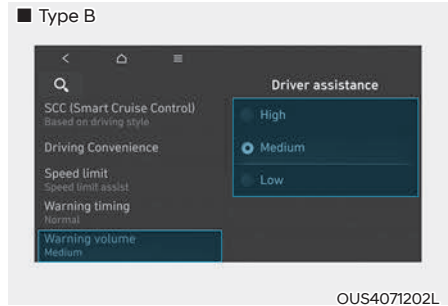 ■ Type B
Driver assistance
SCC (Smart Cruise Control)
Based on driving style
Driving Convenience
Speed limit
Speed limit assist
Warning timing
Normal
Warning volume
Medium
High
Medium
Low
OUS4071202L